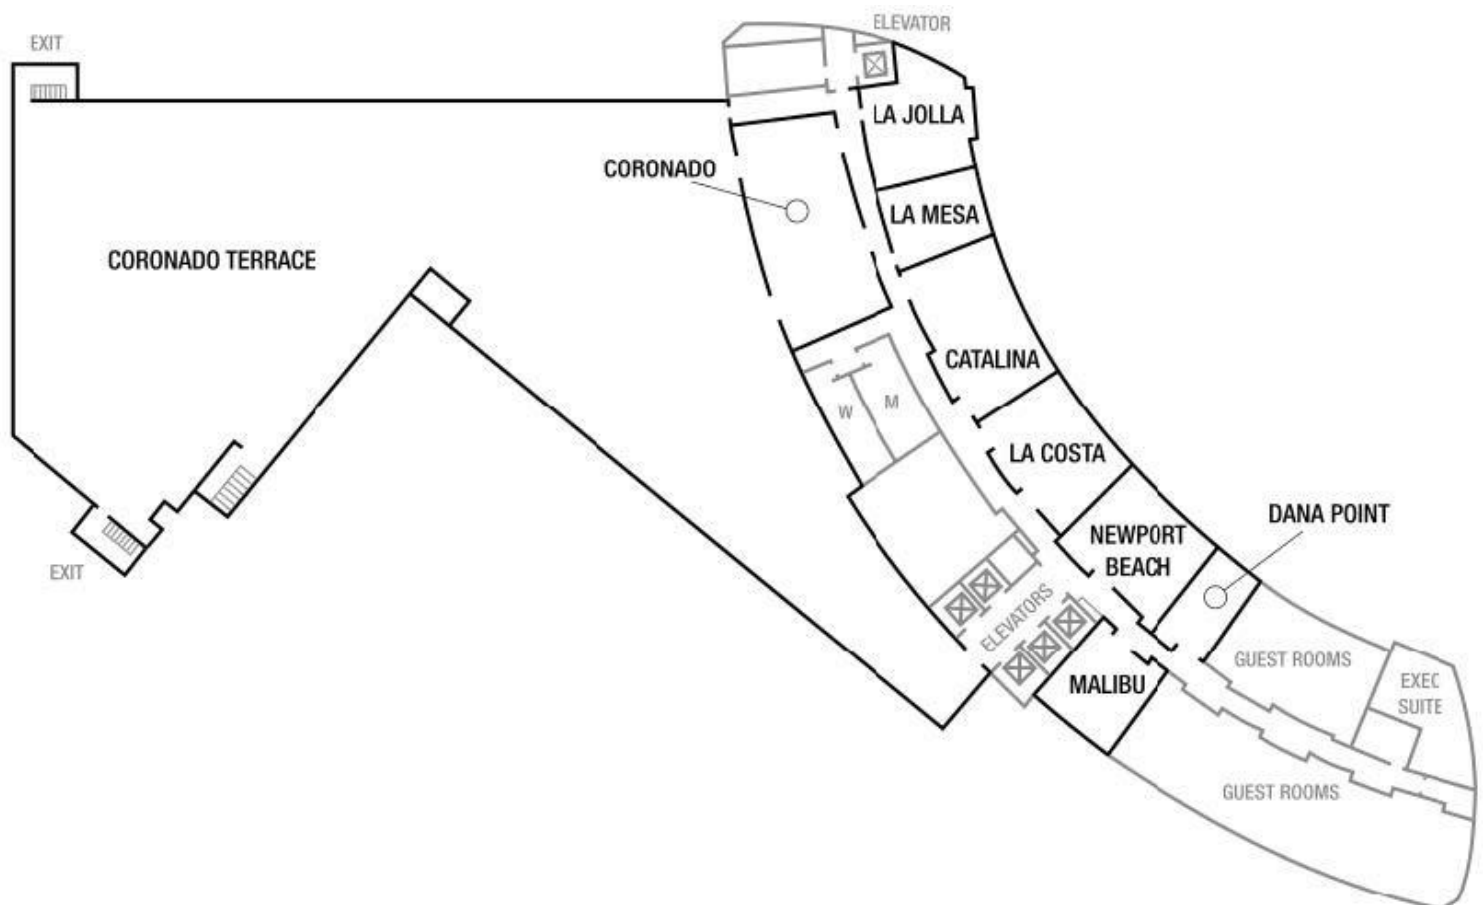 ELEVATOR
EXIT
LA JOLLA
CORONADO
LA MESA
CORONADO TERRACE
CATALINA
W
M
LA COSTA
DANA POINT
NEWPORT
BEACH
EXIT
ELEVATORS
GUEST ROOMS
MALIBU
EXEC
SUITE
GUEST ROOMS